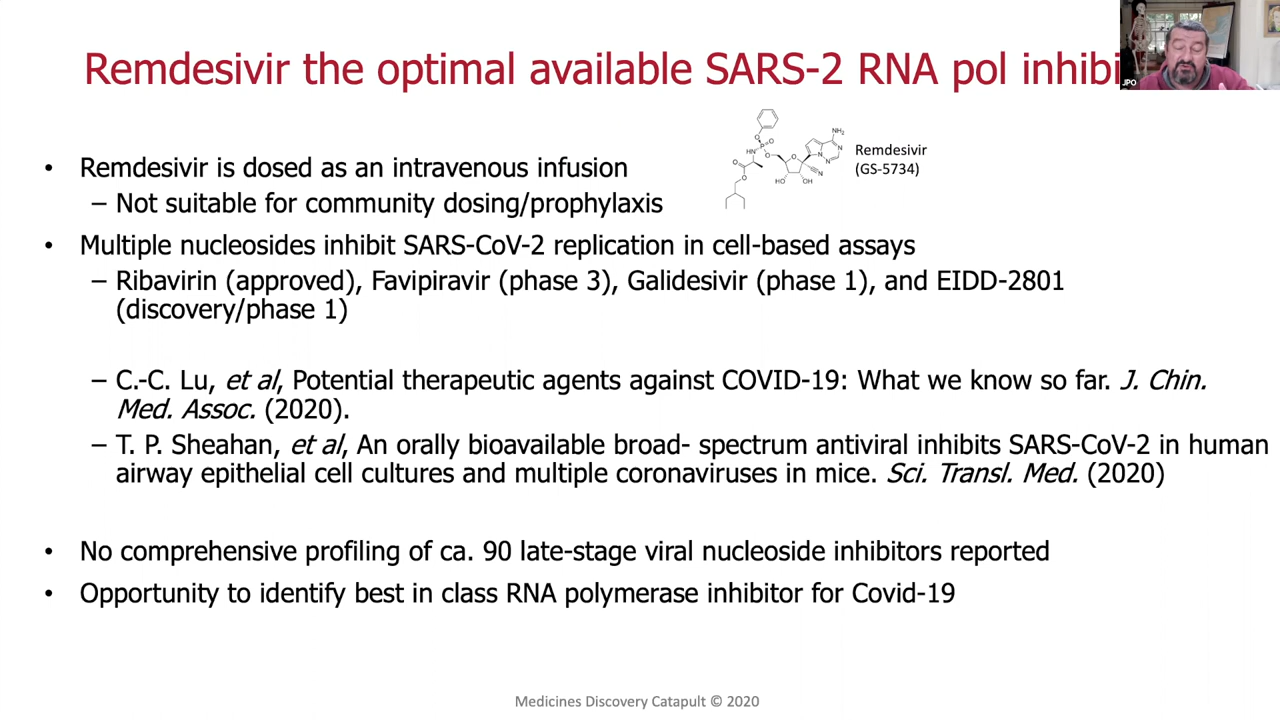 Remdesivir the optimal available SARS-2 RNA pol inhibi
JPO
• Remdesivir is dosed as an intravenous infusion
– Not suitable for community dosing/prophylaxis
NH₂
N
N
N
O
O
HN
P
O
O
O
O
N
HO
OH
Remdesivir
(GS-5734)
• Multiple nucleosides inhibit SARS-CoV-2 replication in cell-based assays
– Ribavirin (approved), Favipiravir (phase 3), Galidesivir (phase 1), and EIDD-2801
(discovery/phase 1)
– C.-C. Lu, et al, Potential therapeutic agents against COVID-19: What we know so far. J. Chin.
Med. Assoc. (2020).
– T. P. Sheahan, et al, An orally bioavailable broad- spectrum antiviral inhibits SARS-CoV-2 in human
airway epithelial cell cultures and multiple coronaviruses in mice. Sci. Transl. Med. (2020)
• No comprehensive profiling of ca. 90 late-stage viral nucleoside inhibitors reported
• Opportunity to identify best in class RNA polymerase inhibitor for Covid-19
Medicines Discovery Catapult © 2020